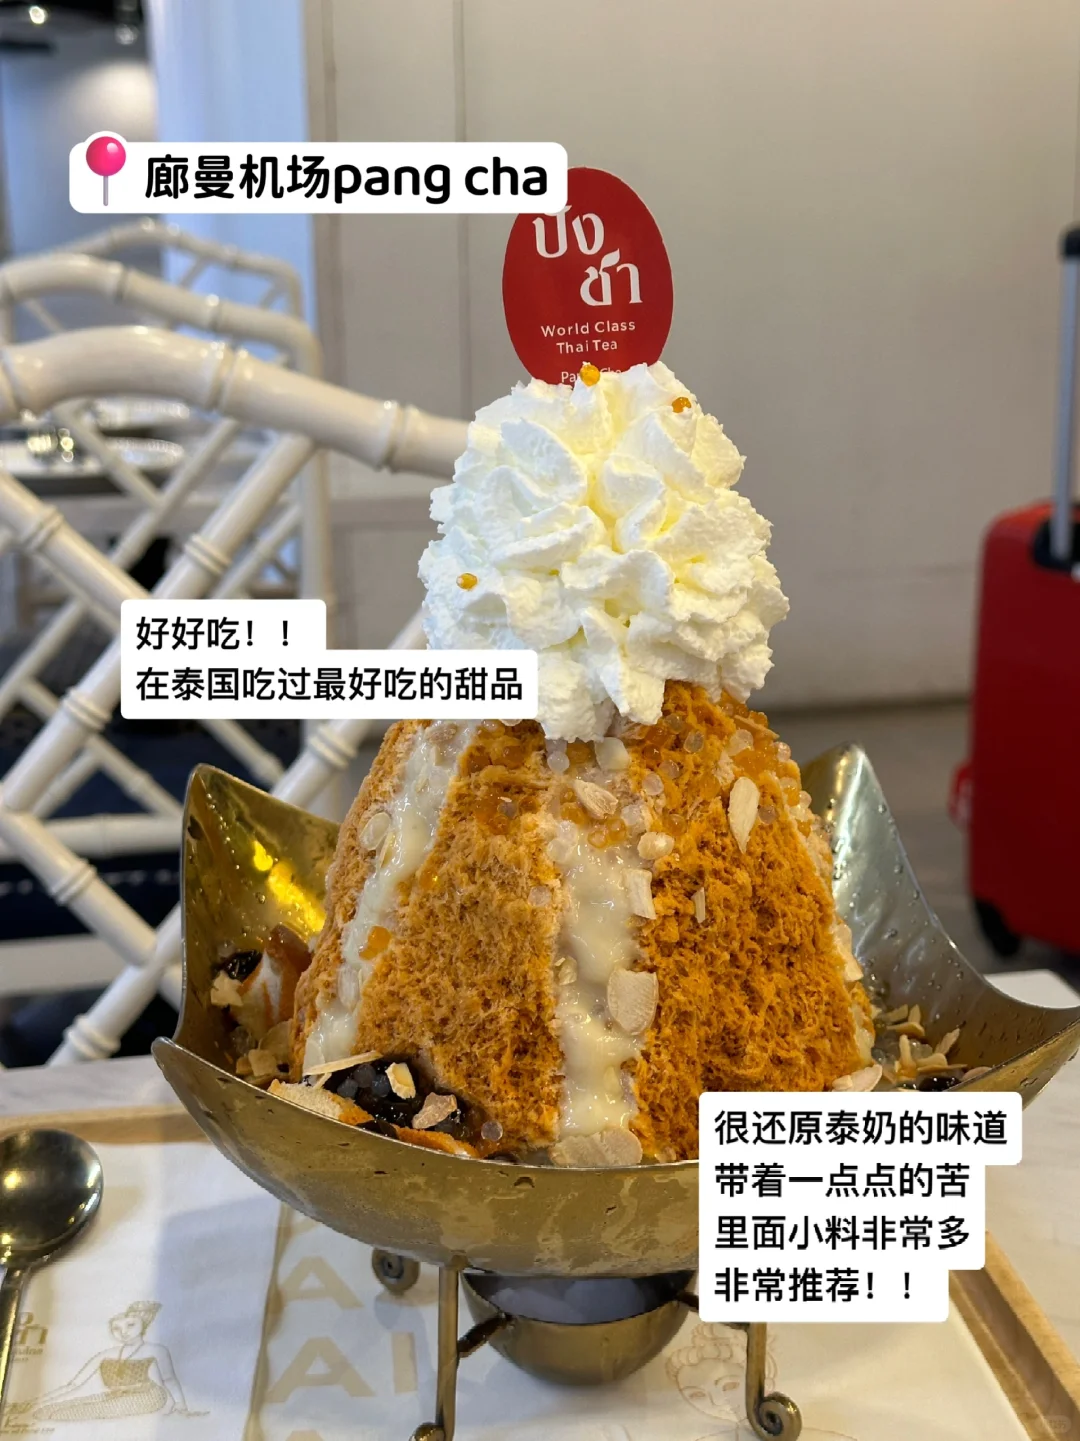 廊曼机场pang cha
ปัง
ชา
World Class
Thai Tea
好好吃！！
在泰国吃过最好吃的甜品
很还原泰奶的味道
带着一点点的苦
里面小料非常多
非常推荐！！